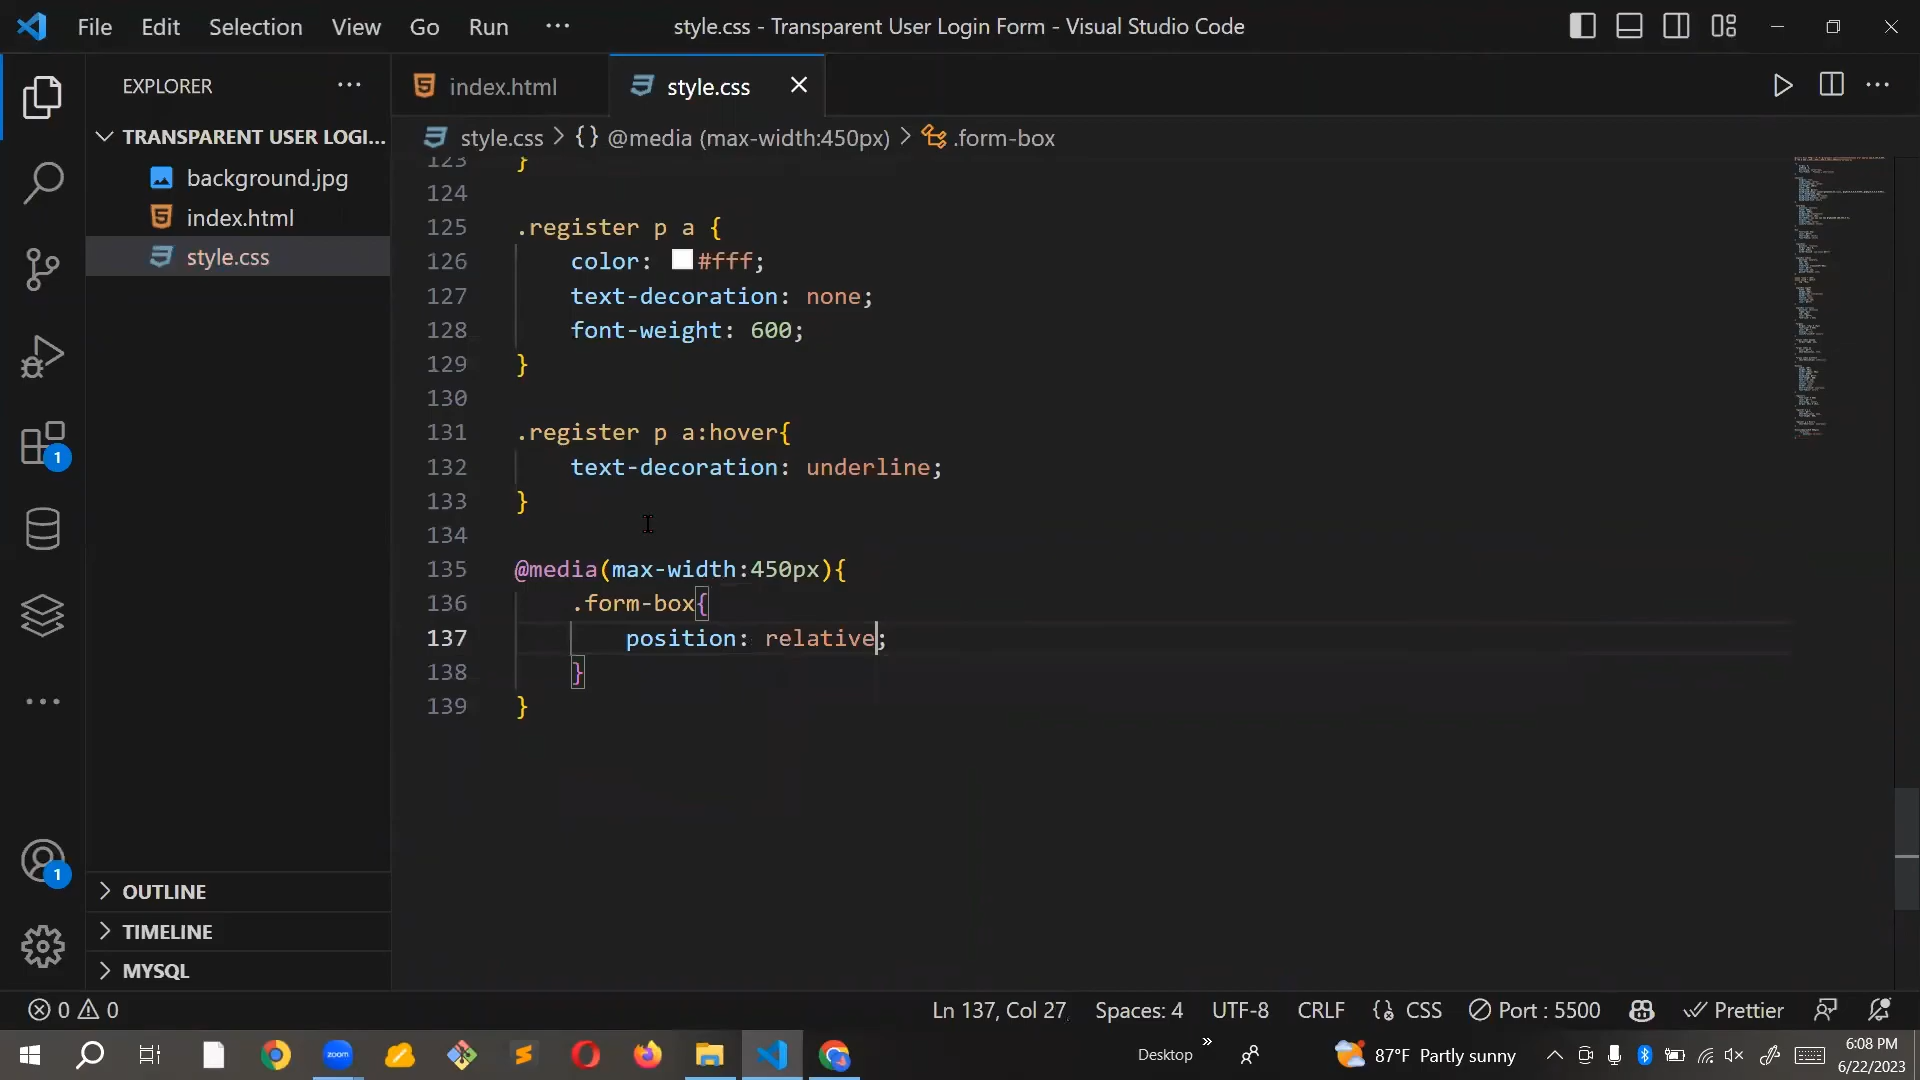 File Edit Selection View Go Run ··· style.css - Transparent User Login Form - Visual Studio Code
EXPLORER ··· index.html style.css
TRANSPARENT USER LOGI... style.css > {} @media (max-width:450px) > .form-box
background.jpg
index.html
style.css
123 }
124
125 .register p a {
126 color: #fff;
127 text-decoration: none;
128 font-weight: 600;
129 }
130
131 .register p a:hover{
132 text-decoration: underline;
133 }
134
135 @media(max-width:450px){
136 .form-box{
137 position: relative;
138 }
139 }
1
1
OUTLINE
TIMELINE
MYSQL
0 0 Ln 137, Col 27 Spaces: 4 UTF-8 CRLF {} CSS Port : 5500 Prettier
zoom Desktop » 87°F Partly sunny 6:08 PM
6/22/2023